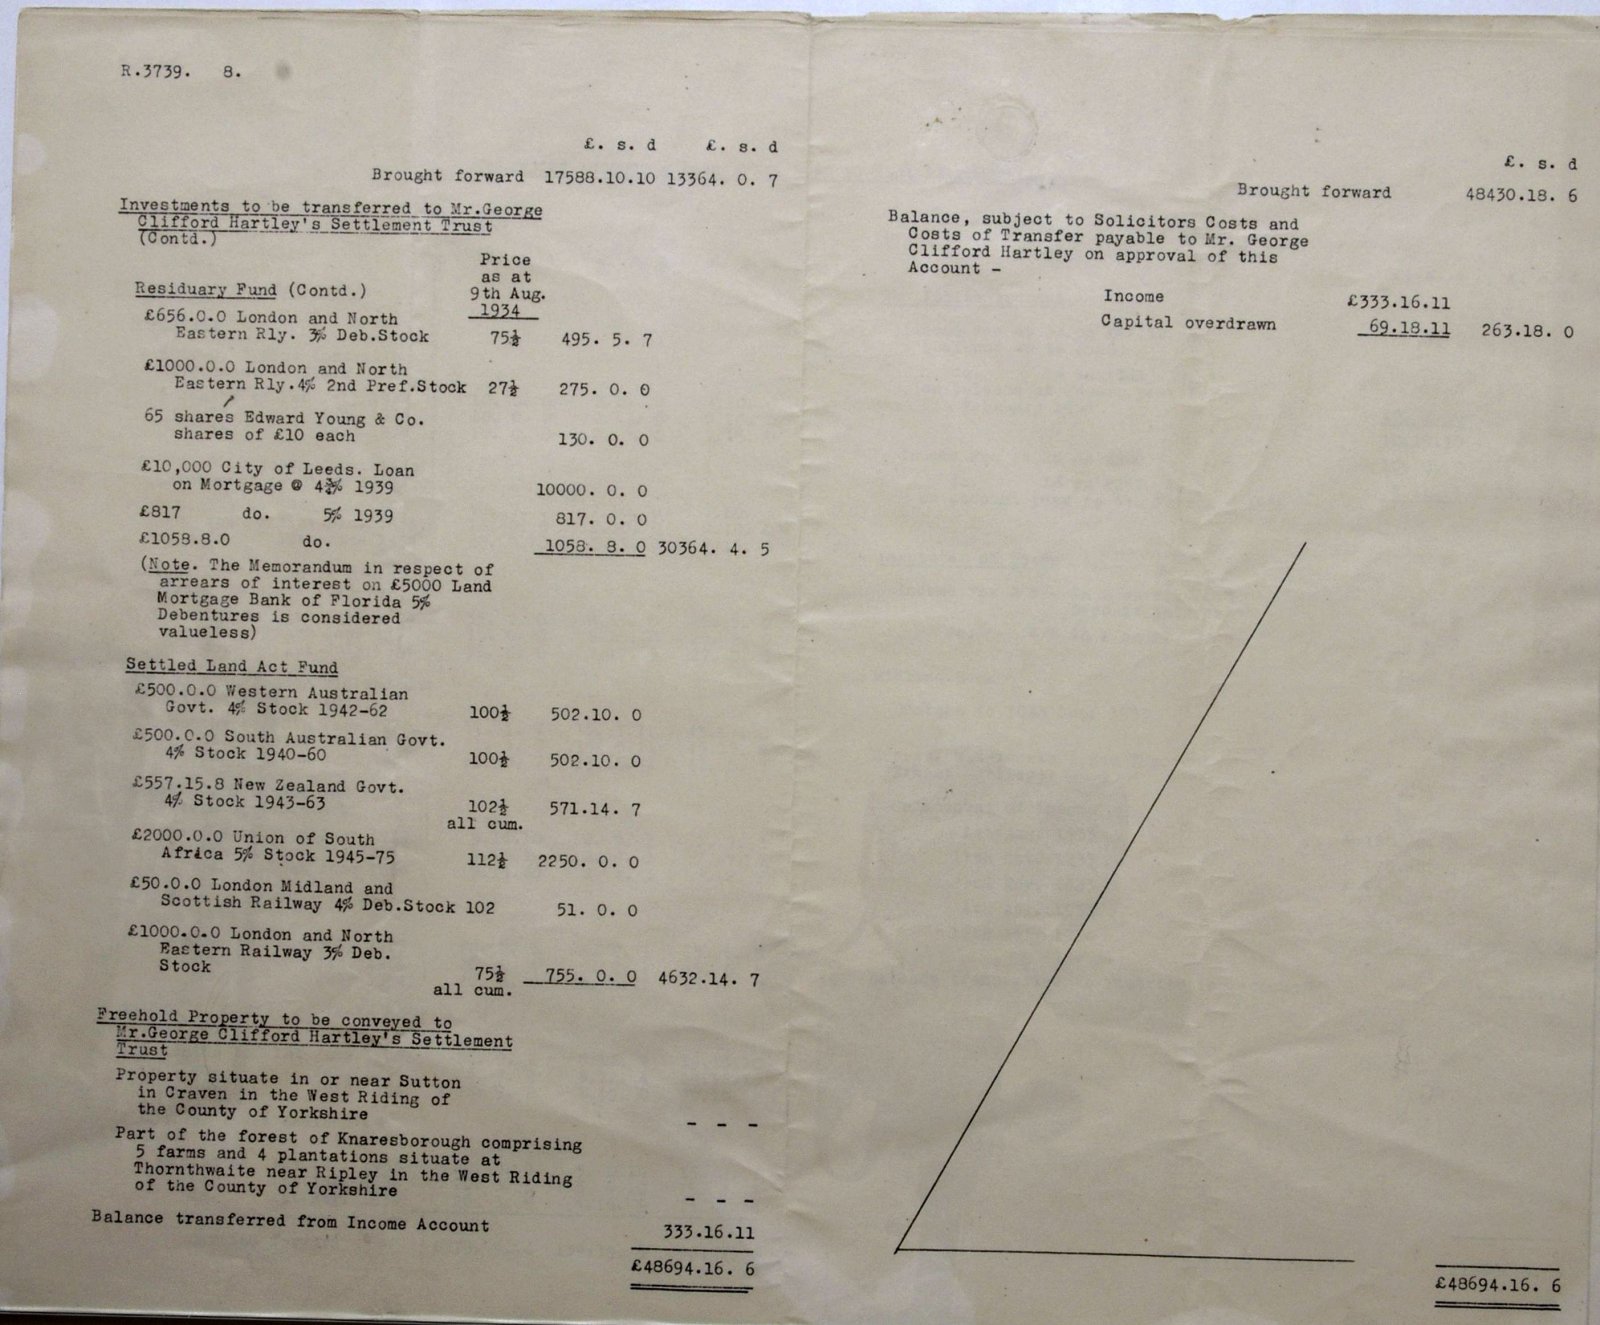 R.3739. 8.
£. s. d £. s. d
Brought forward 17588.10.10 13364. 0. 7
Investments to be transferred to Mr.George
Clifford Hartley's Settlement Trust
(Contd.)
Price
as at
9th Aug.
1934
Residuary Fund (Contd.)
£656.0.0 London and North
Eastern Rly. 3% Deb.Stock 75½ 495. 5. 7
£1000.0.0 London and North
Eastern Rly.4% 2nd Pref.Stock 27½ 275. 0. 0
65 shares Edward Young & Co.
shares of £10 each 130. 0. 0
£10,000 City of Leeds. Loan
on Mortgage @ 4¾% 1939 10000. 0. 0
£817 do. 5% 1939 817. 0. 0
£1058.8.0 do. 1058. 8. 0 30364. 4. 5
(Note. The Memorandum in respect of
arrears of interest on £5000 Land
Mortgage Bank of Florida 5%
Debentures is considered
valueless)
Settled Land Act Fund
£500.0.0 Western Australian
Govt. 4% Stock 1942-62 100½ 502.10. 0
£500.0.0 South Australian Govt.
4% Stock 1940-60 100½ 502.10. 0
£557.15.8 New Zealand Govt.
4% Stock 1943-63 102½ 571.14. 7
all cum.
£2000.0.0 Union of South
Africa 5% Stock 1945-75 112½ 2250. 0. 0
£50.0.0 London Midland and
Scottish Railway 4% Deb.Stock 102 51. 0. 0
£1000.0.0 London and North
Eastern Railway 3% Deb.
Stock 75½ 755. 0. 0 4632.14. 7
all cum.
Freehold Property to be conveyed to
Mr.George Clifford Hartley's Settlement
Trust
Property situate in or near Sutton
in Craven in the West Riding of
the County of Yorkshire - - -
Part of the forest of Knaresborough comprising
5 farms and 4 plantations situate at
Thornthwaite near Ripley in the West Riding
of the County of Yorkshire - - -
Balance transferred from Income Account 333.16.11
£48694.16. 6
£. s. d
Brought forward 48430.18. 6
Balance, subject to Solicitors Costs and
Costs of Transfer payable to Mr. George
Clifford Hartley on approval of this
Account -
Income £333.16.11
Capital overdrawn 69.18.11 263.18. 0
£48694.16. 6